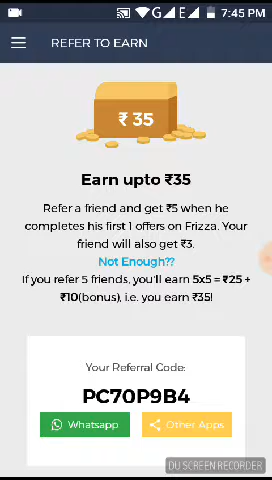 G E 7:45 PM
REFER TO EARN
₹ 35
Earn upto ₹35
Refer a friend and get ₹5 when he
completes his first 1 offers on Frizza. Your
friend will also get ₹3.
Not Enough??
If you refer 5 friends, you'll earn 5x5 = ₹25 +
₹10(bonus), i.e. you earn ₹35!
Your Referral Code:
PC70P9B4
Whatsapp
Other Apps
DU SCREEN RECORDER